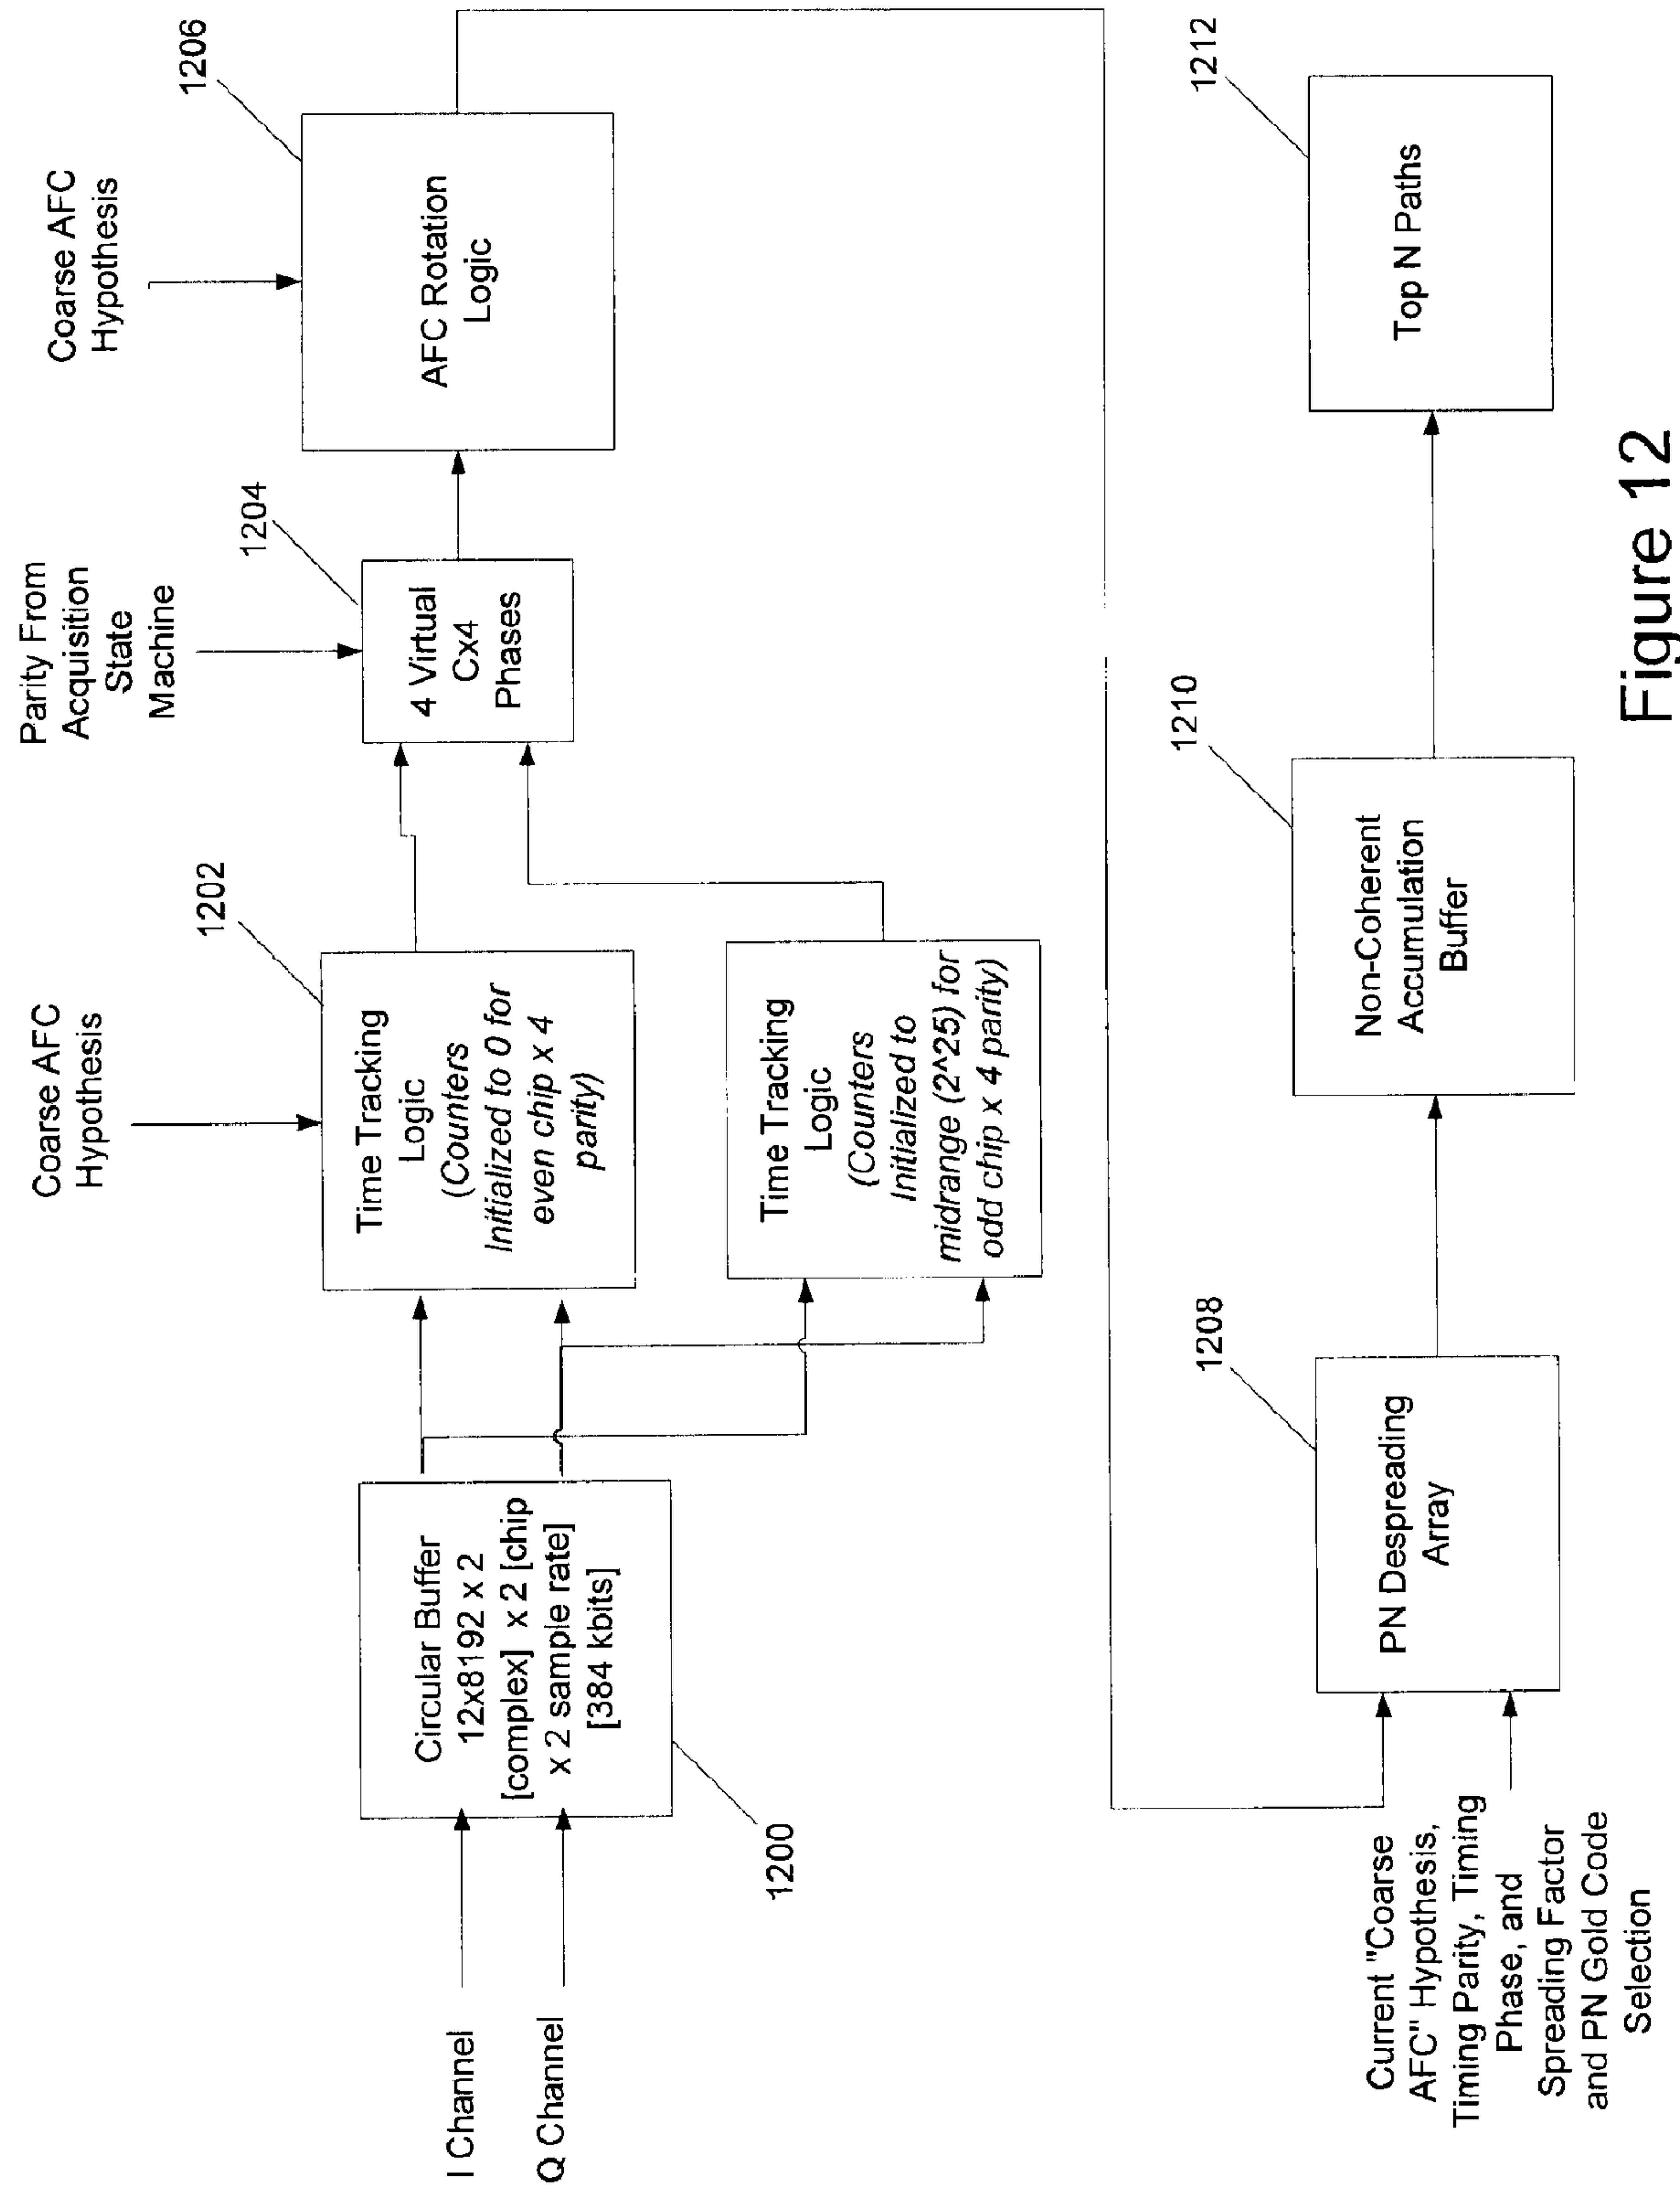 Coarse AFC
Hypothesis
1206
AFC Rotation
Logic
Parity From
Acquisition
State
Machine
1204
4 Virtual
Cx4
Phases
Coarse AFC
Hypothesis
1202
Time Tracking
Logic
(Counters
Initialized to 0 for
even chip x 4
parity)
Time Tracking
Logic
(Counters
Initialized to
midrange (2^25) for
odd chip x 4 parity)
Circular Buffer
12x8192 x 2
[complex] x 2 [chip
x 2 sample rate]
[384 kbits]
1200
I Channel
Q Channel
Current "Coarse
AFC" Hypothesis,
Timing Parity, Timing
Phase, and
Spreading Factor
and PN Gold Code
Selection
1208
PN Despreading
Array
1210
Non-Coherent
Accumulation
Buffer
1212
Top N Paths
Figure 12